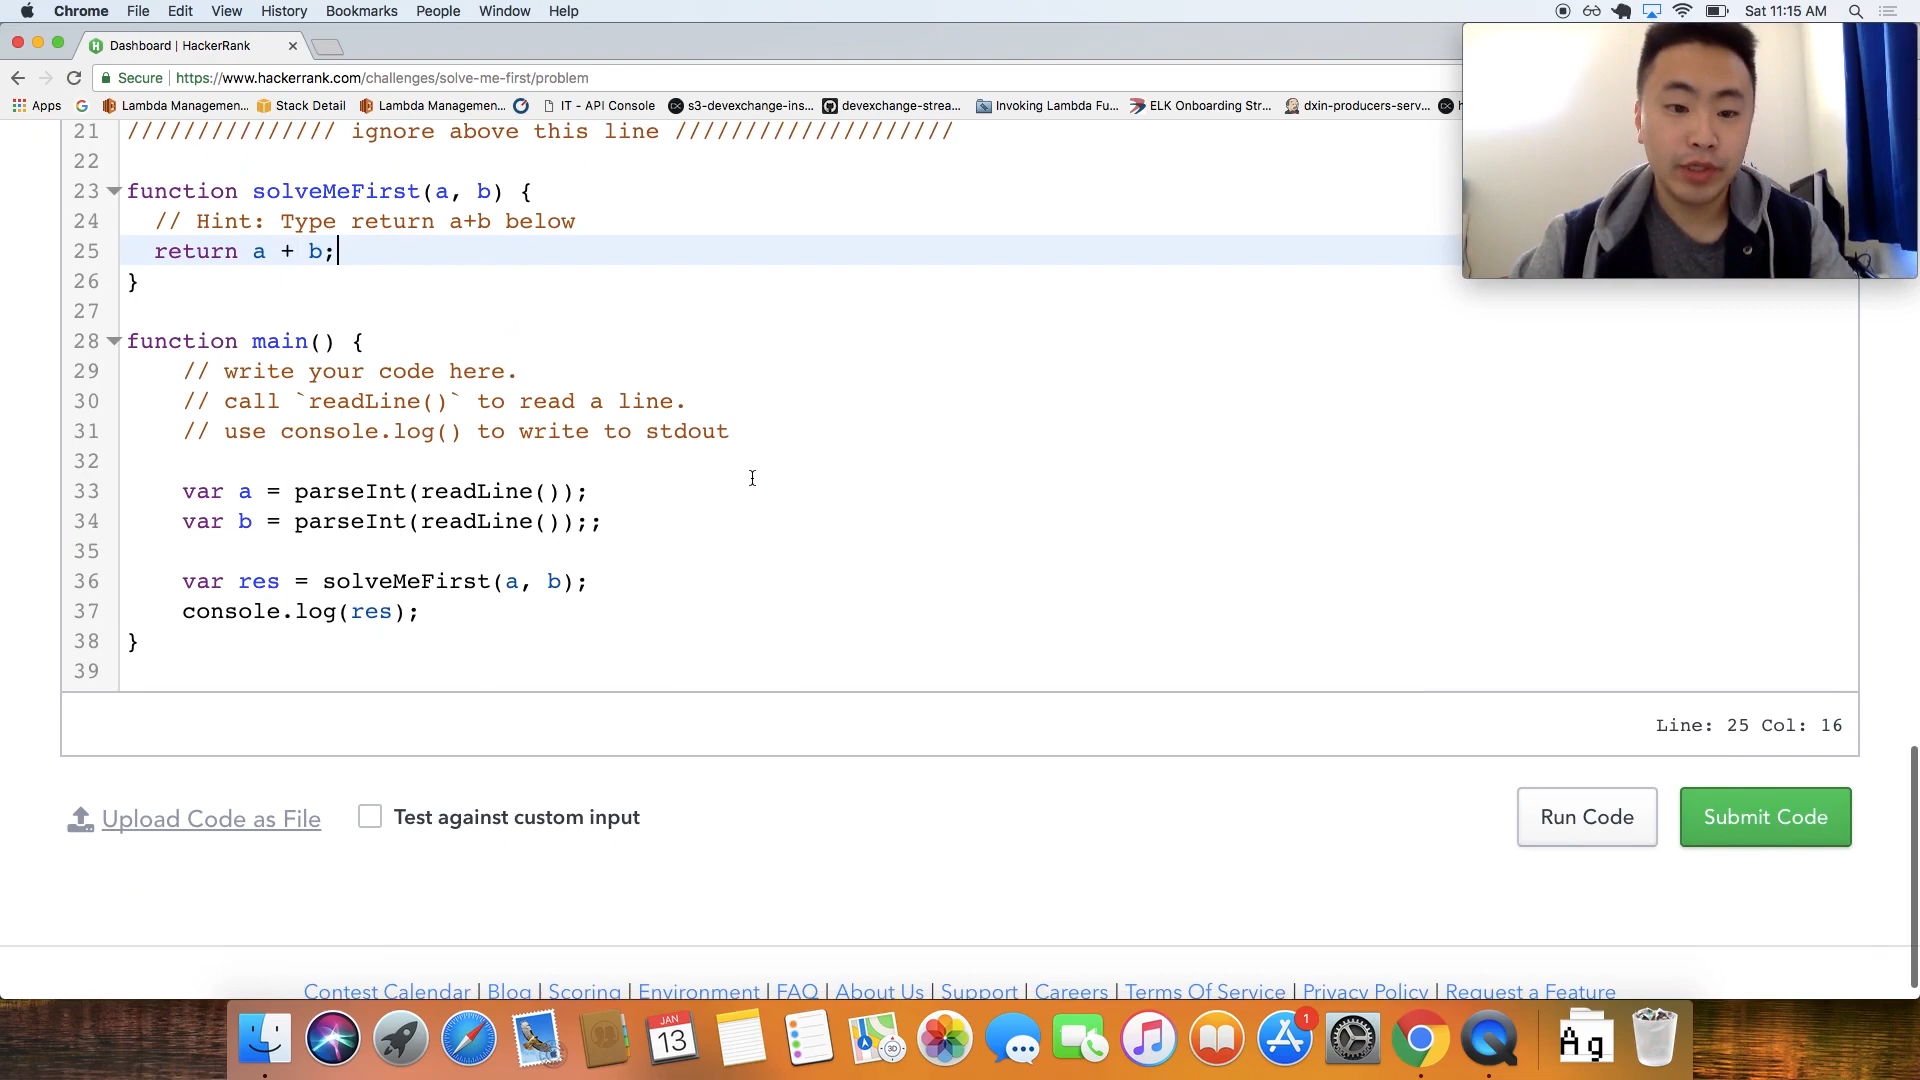 Chrome File Edit View History Bookmarks People Window Help Sat 11:15 AM
Dashboard | HackerRank
Secure https://www.hackerrank.com/challenges/solve-me-first/problem
Apps Lambda Managemen... Stack Detail Lambda Managemen... IT - API Console s3-devexchange-ins... devexchange-strea... Invoking Lambda Fu... ELK Onboarding Str... dxin-producers-serv...
21 /////////////// ignore above this line ////////////////////
22
23 function solveMeFirst(a, b) {
24 // Hint: Type return a+b below
25 return a + b;
26 }
27
28 function main() {
29 // write your code here.
30 // call `readLine()` to read a line.
31 // use console.log() to write to stdout
32
33 var a = parseInt(readLine());
34 var b = parseInt(readLine());;
35
36 var res = solveMeFirst(a, b);
37 console.log(res);
38 }
39
Line: 25 Col: 16
Upload Code as File Test against custom input Run Code Submit Code
Contest Calendar | Blog | Scoring | Environment | FAQ | About Us | Support | Careers | Terms Of Service | Privacy Policy | Request a Feature
JAN
13
3D
1
Ag